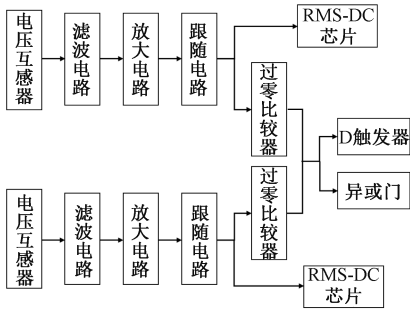 电压互感器
滤波电路
放大电路
跟随电路
RMS-DC
芯片
过零比较器
D触发器
异或门
电压互感器
滤波电路
放大电路
跟随电路
过零比较器
RMS-DC
芯片